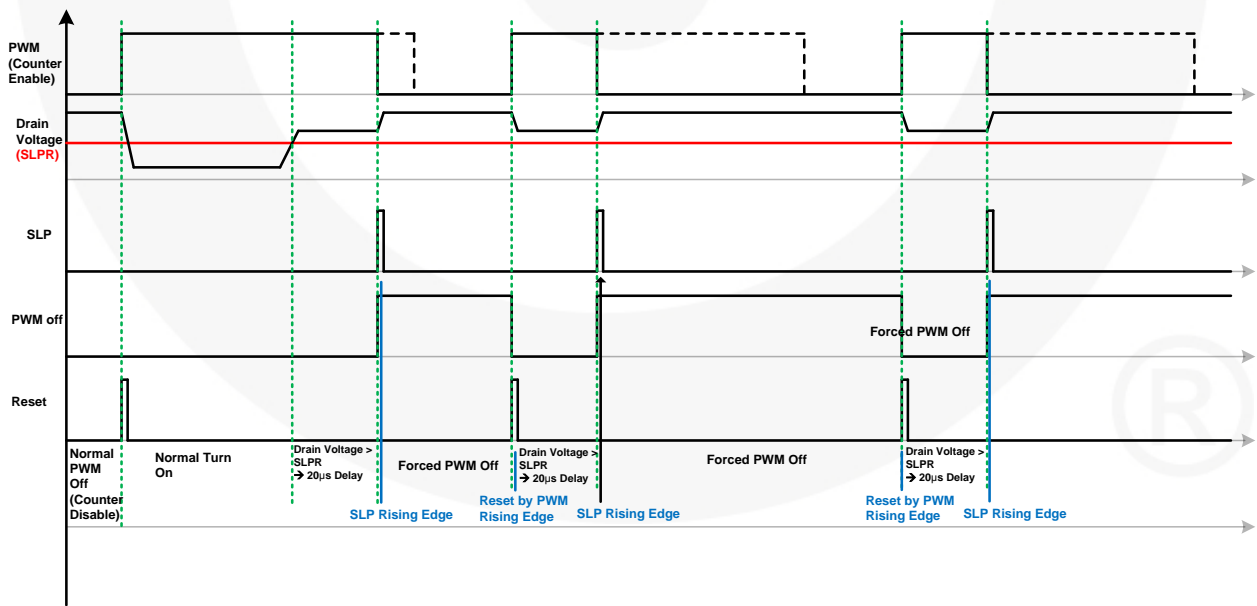 PWM
(Counter
Enable)
Drain
Voltage
(SLPR)
SLP
PWM off
Forced PWM Off
Reset
Normal
PWM
Off
(Counter
Disable)
Normal Turn
On
Drain Voltage >
SLPR
→ 20µs Delay
SLP Rising Edge
Forced PWM Off
Drain Voltage >
SLPR
→ 20µs Delay
Reset by PWM
Rising Edge
SLP Rising Edge
Forced PWM Off
Drain Voltage >
SLPR
→ 20µs Delay
Reset by PWM
Rising Edge
SLP Rising Edge
®